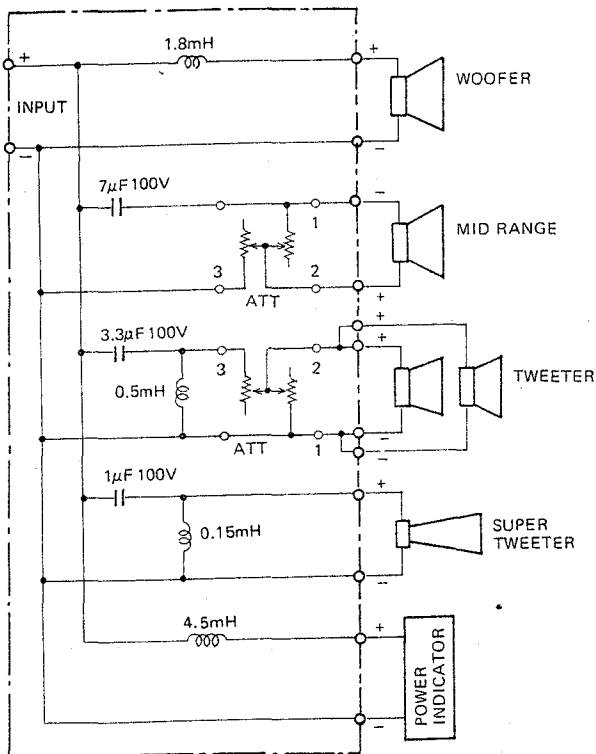 1.8mH
+
+
WOOFER
INPUT
−
−
7μF 100V
−
1
MID RANGE
3
2
ATT
+
+
3.3μF 100V
+
3
2
0.5mH
TWEETER
−
ATT
1
−
1μF 100V
+
0.15mH
SUPER
TWEETER
−
4.5mH
+
POWER
INDICATOR
−